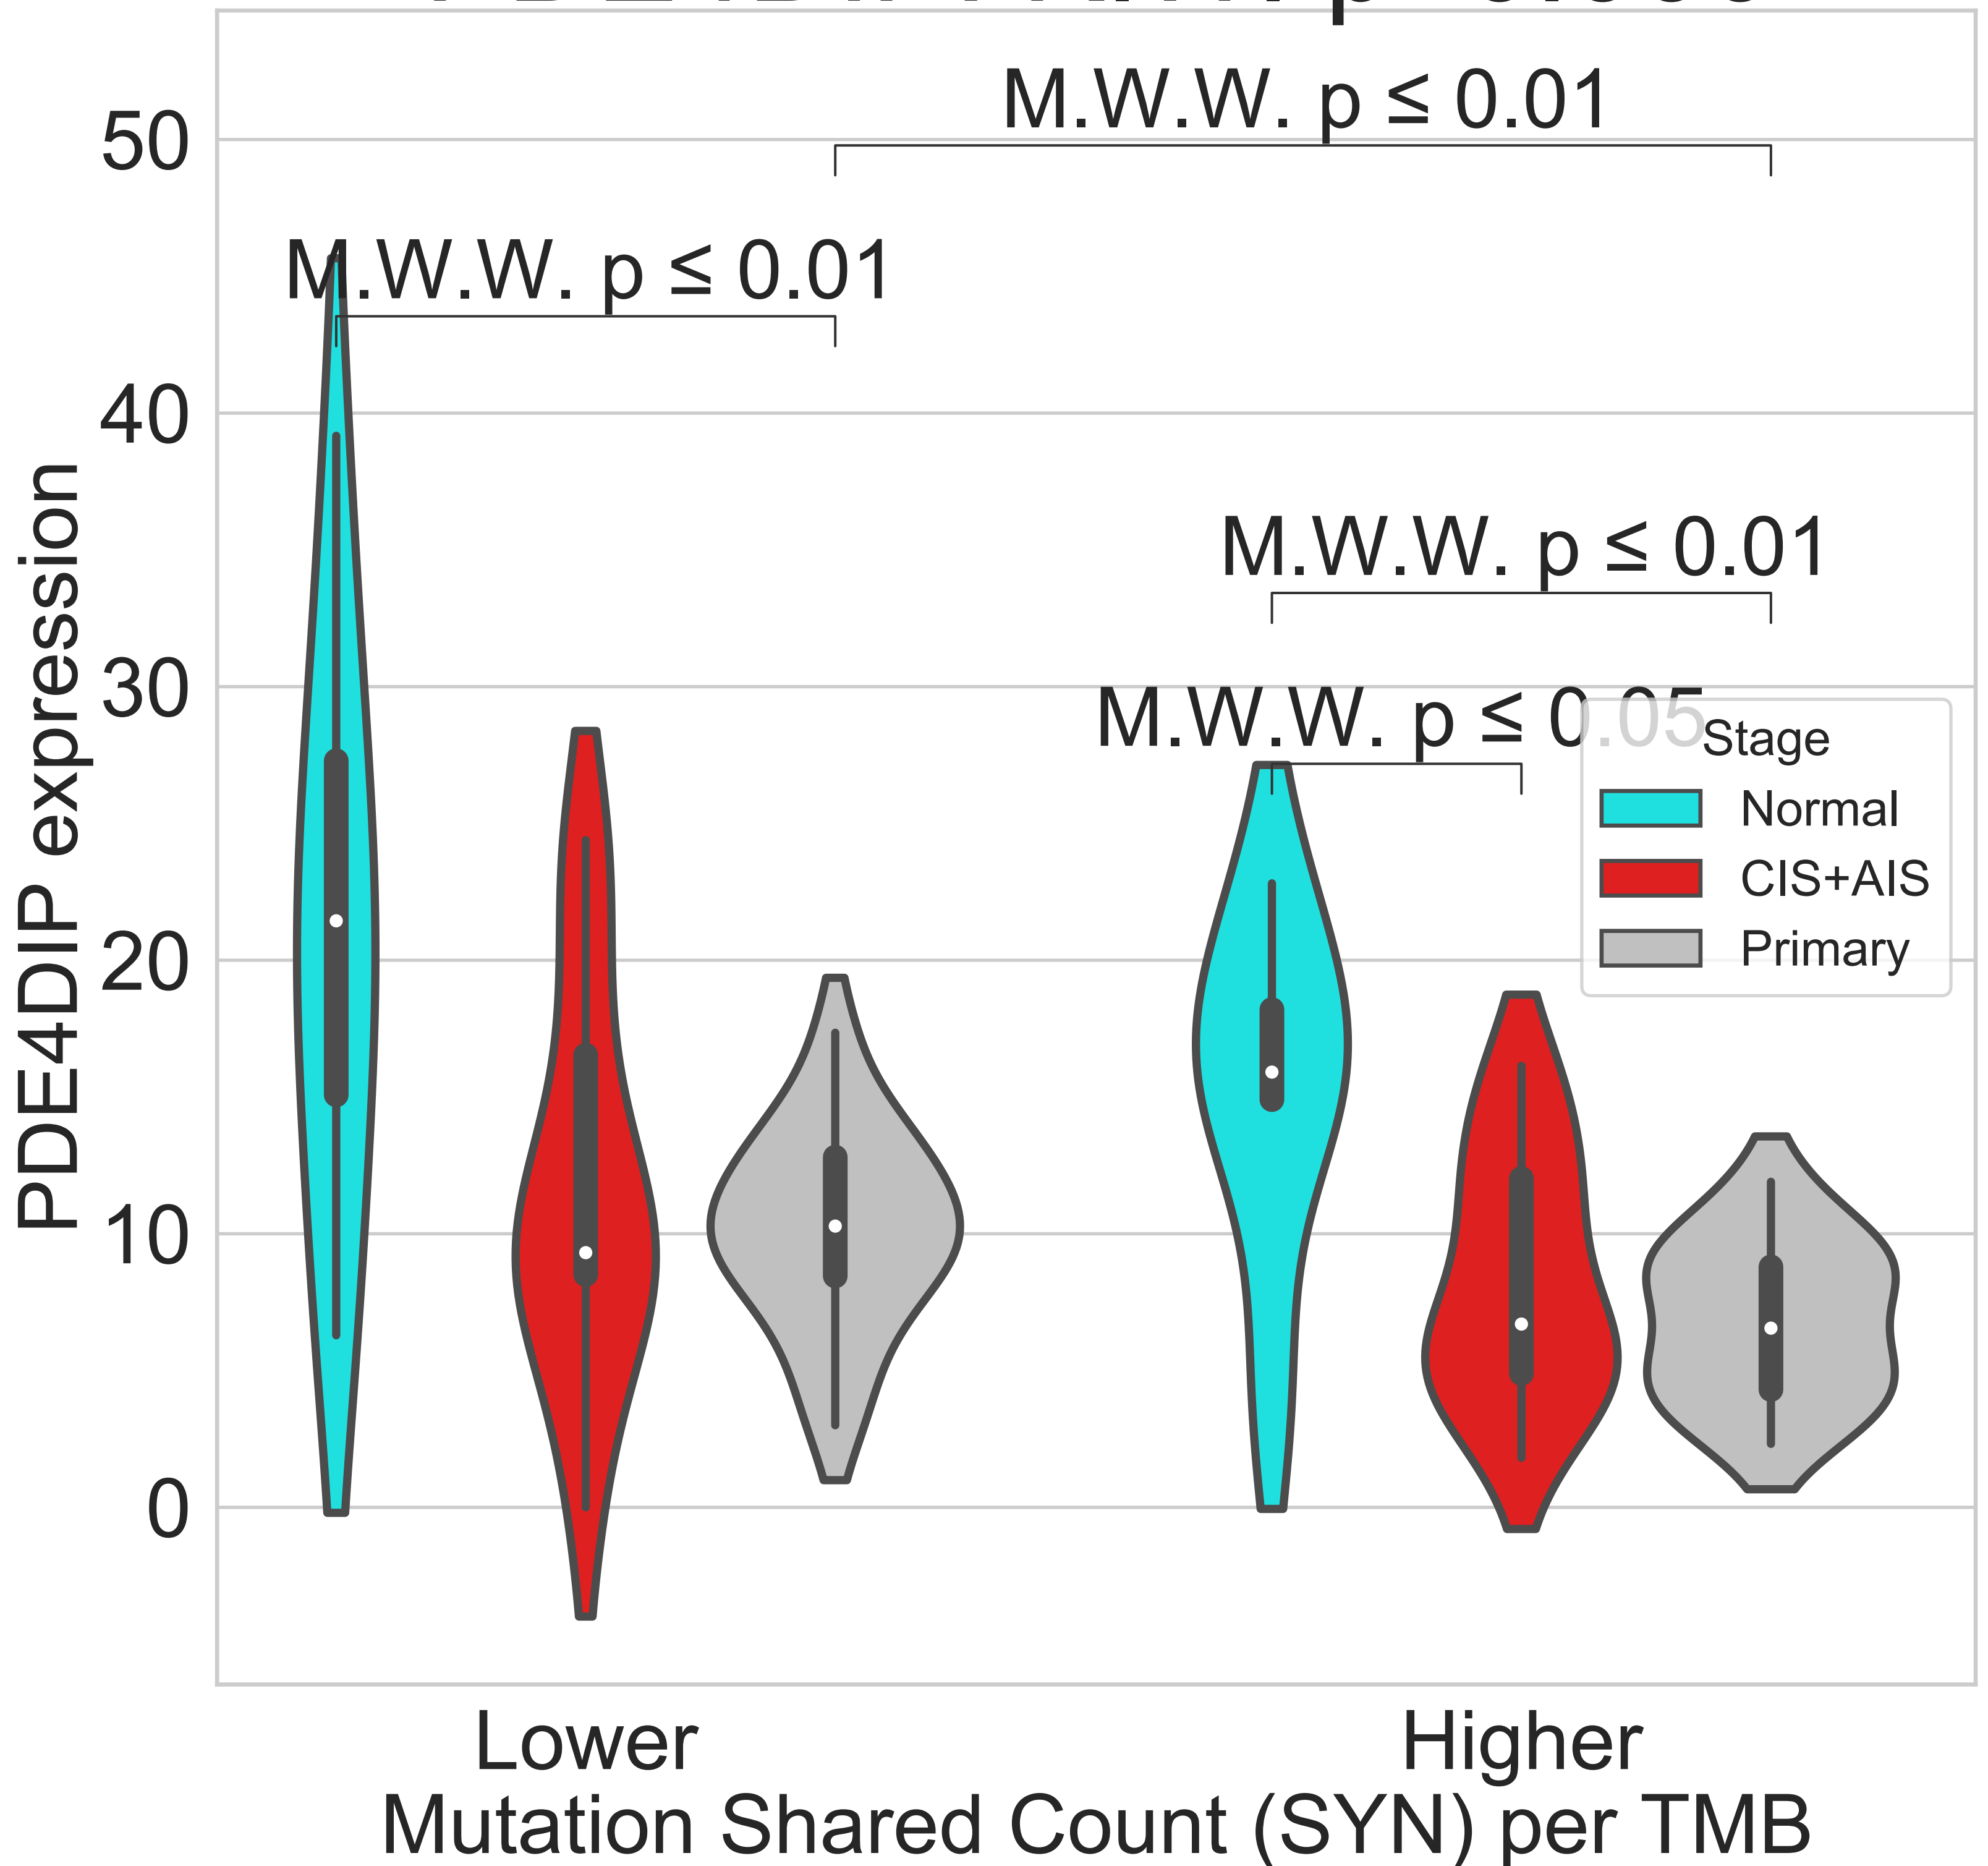 M.W.W. p ≤ 0.01
50
M.W.W. p ≤ 0.01
40
M.W.W. p ≤ 0.01
30
M.W.W. p ≤ 0.05
Stage
Normal
CIS+AIS
Primary
20
10
0
PDE4DIP expression
Lower
Higher
Mutation Shared Count (SYN) per TMB